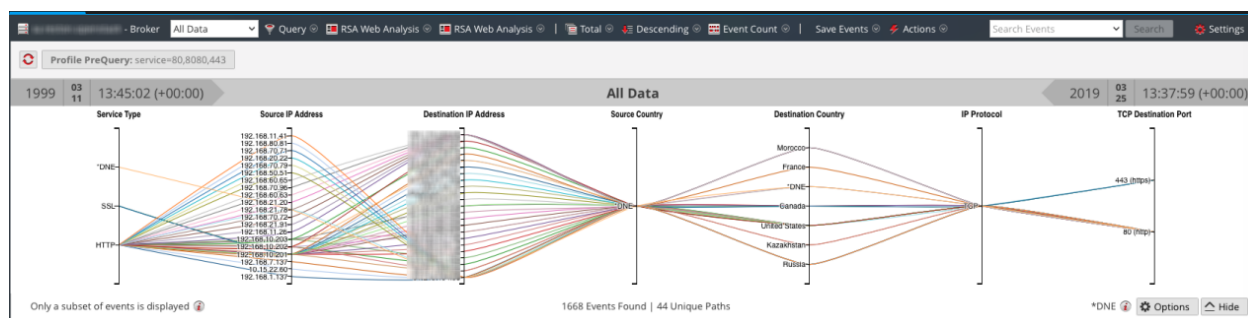 - Broker All Data Query RSA Web Analysis RSA Web Analysis | Total Descending Event Count | Save Events Actions Search Events Search Settings
Profile PreQuery: service=80,8080,443
1999 03 11 13:45:02 (+00:00) All Data 2019 03 25 13:37:59 (+00:00)
Service Type Source IP Address Destination IP Address Source Country Destination Country IP Protocol TCP Destination Port
*DNE
SSL
HTTP
192.168.11.41
192.168.80.81
192.168.70.71
192.168.20.22
192.168.70.79
192.168.50.51
192.168.60.65
192.168.70.96
192.168.60.63
192.168.21.20
192.168.21.78
192.168.70.72
192.168.21.91
192.168.11.26
192.168.10.203
192.168.10.202
192.168.10.201
192.168.7.137
10.15.22.60
192.168.1.137
*DNE
Morocco
France
*DNE
Canada
United States
Kazakhstan
Russia
TCP
443 (https)
80 (http)
Only a subset of events is displayed 1668 Events Found | 44 Unique Paths *DNE Options Hide